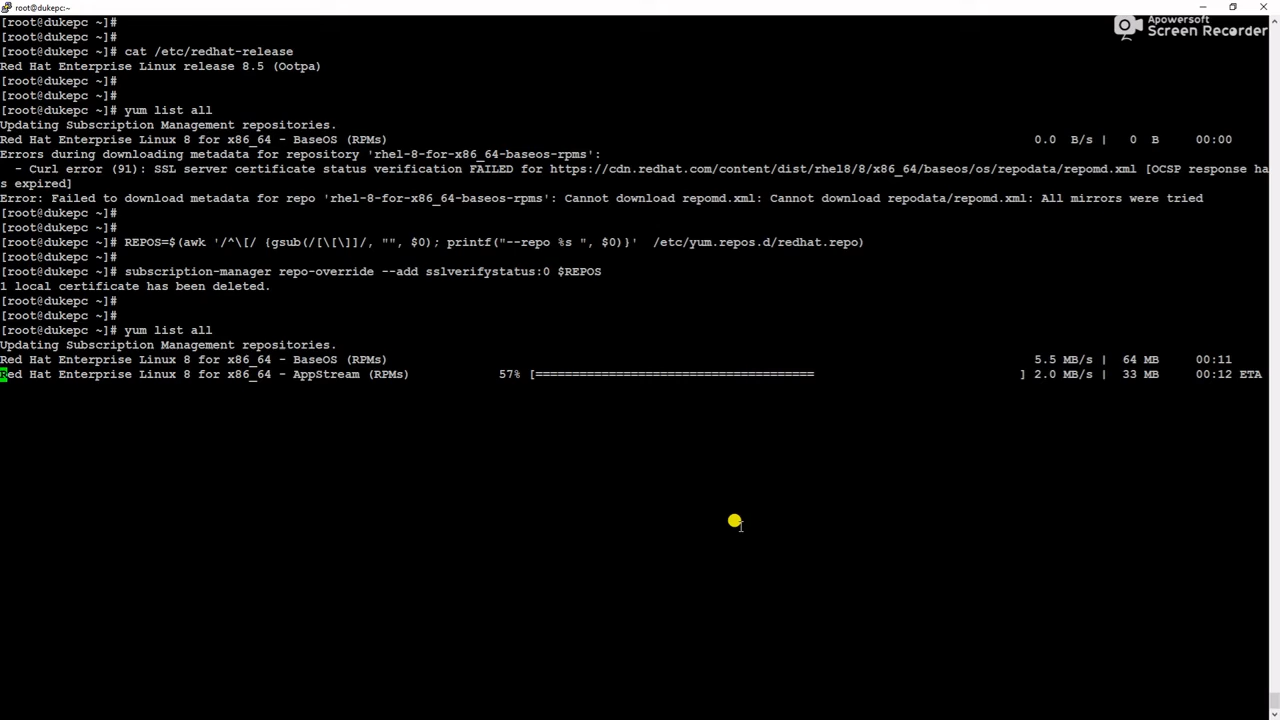 root@dukepc:~
Apowersoft
Screen Recorder
[root@dukepc ~]#
[root@dukepc ~]#
[root@dukepc ~]# cat /etc/redhat-release
Red Hat Enterprise Linux release 8.5 (Ootpa)
[root@dukepc ~]#
[root@dukepc ~]#
[root@dukepc ~]# yum list all
Updating Subscription Management repositories.
Red Hat Enterprise Linux 8 for x86_64 - BaseOS (RPMs) 0.0 B/s | 0 B 00:00
Errors during downloading metadata for repository 'rhel-8-for-x86_64-baseos-rpms':
- Curl error (91): SSL server certificate status verification FAILED for https://cdn.redhat.com/content/dist/rhel8/8/x86_64/baseos/os/repodata/repomd.xml [OCSP response ha
s expired]
Error: Failed to download metadata for repo 'rhel-8-for-x86_64-baseos-rpms': Cannot download repomd.xml: Cannot download repodata/repomd.xml: All mirrors were tried
[root@dukepc ~]#
[root@dukepc ~]#
[root@dukepc ~]# REPOS=$(awk '/^\[/ {gsub(/[\[\]]/, "", $0); printf("--repo %s ", $0)}' /etc/yum.repos.d/redhat.repo)
[root@dukepc ~]#
[root@dukepc ~]# subscription-manager repo-override --add sslverifystatus:0 $REPOS
1 local certificate has been deleted.
[root@dukepc ~]#
[root@dukepc ~]#
[root@dukepc ~]# yum list all
Updating Subscription Management repositories.
Red Hat Enterprise Linux 8 for x86_64 - BaseOS (RPMs) 5.5 MB/s | 64 MB 00:11
Red Hat Enterprise Linux 8 for x86_64 - AppStream (RPMs) 57% [====================================== ] 2.0 MB/s | 33 MB 00:12 ETA